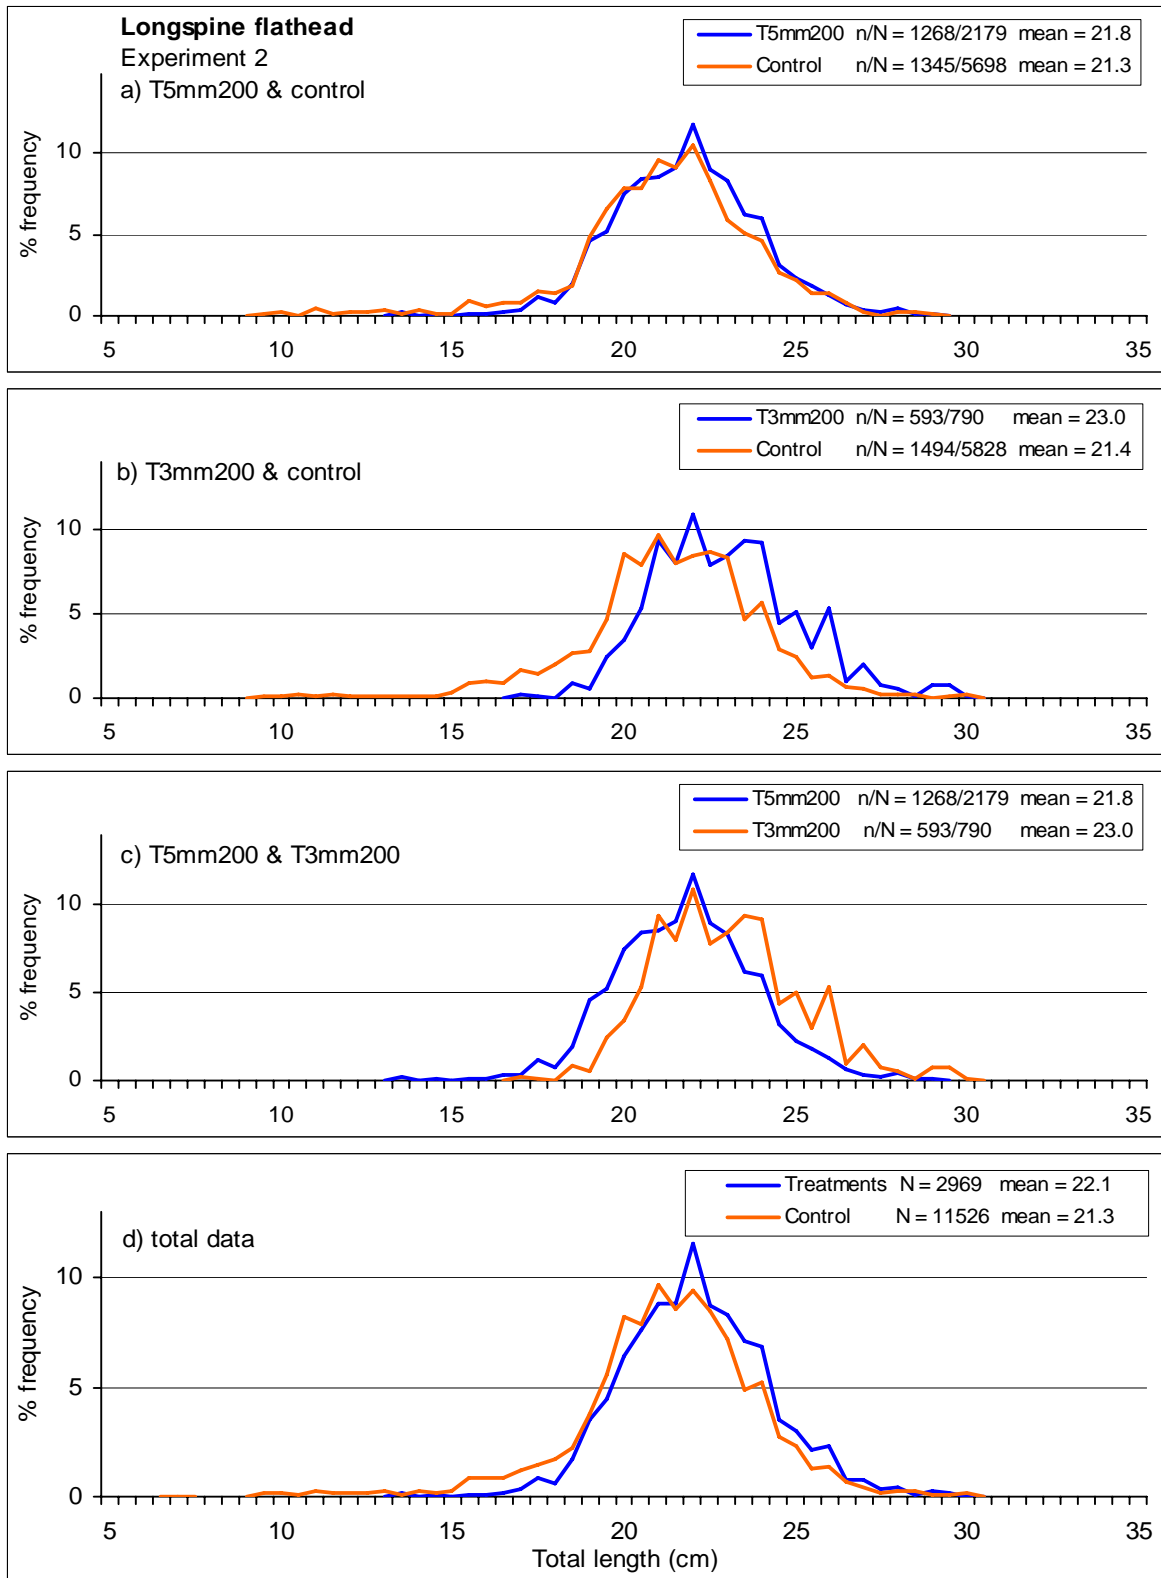 Longspine flathead
Experiment 2
a) T5mm200 & control
T5mm200 n/N = 1268/2179 mean = 21.8
Control n/N = 1345/5698 mean = 21.3
% frequency
10
5
0
5 10 15 20 25 30 35
b) T3mm200 & control
T3mm200 n/N = 593/790 mean = 23.0
Control n/N = 1494/5828 mean = 21.4
% frequency
10
5
0
5 10 15 20 25 30 35
c) T5mm200 & T3mm200
T5mm200 n/N = 1268/2179 mean = 21.8
T3mm200 n/N = 593/790 mean = 23.0
% frequency
10
5
0
5 10 15 20 25 30 35
d) total data
Treatments N = 2969 mean = 22.1
Control N = 11526 mean = 21.3
% frequency
10
5
0
5 10 15 20 25 30 35
Total length (cm)